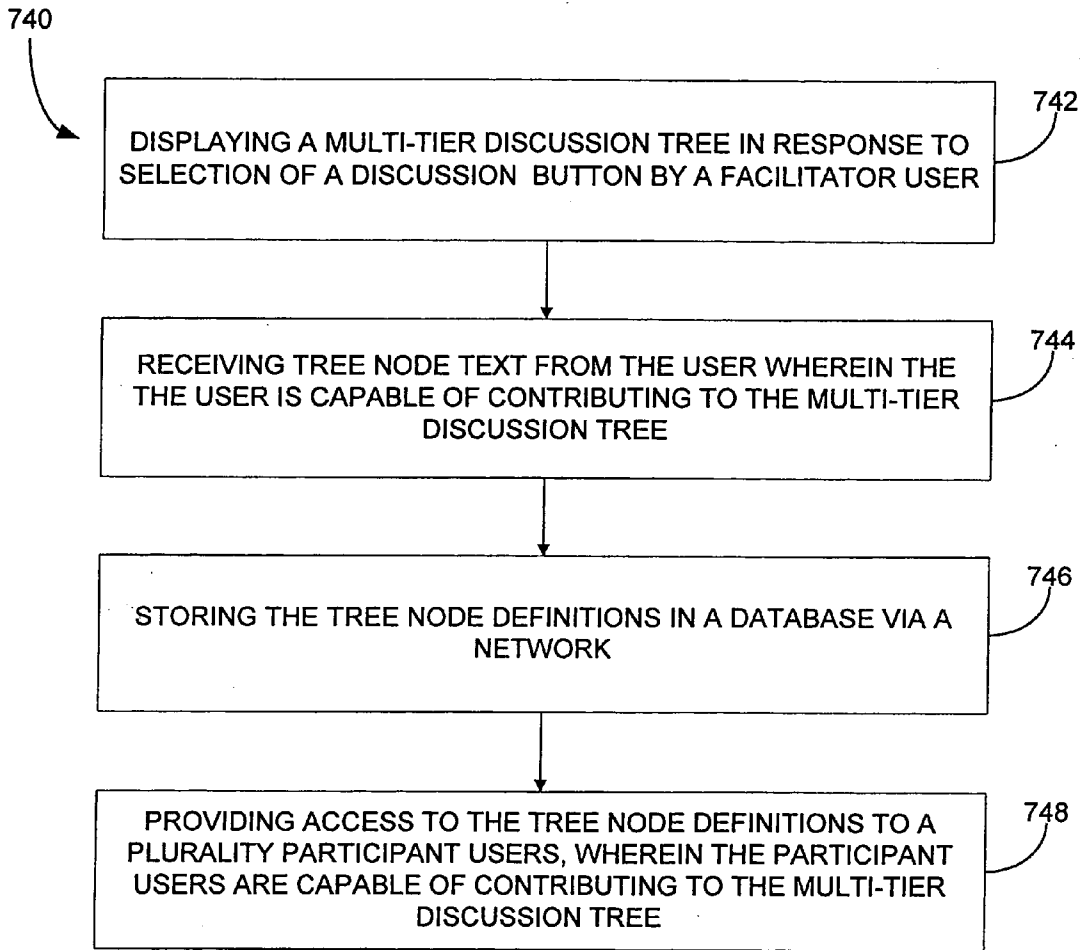 740
742
DISPLAYING A MULTI-TIER DISCUSSION TREE IN RESPONSE TO
SELECTION OF A DISCUSSION BUTTON BY A FACILITATOR USER
744
RECEIVING TREE NODE TEXT FROM THE USER WHEREIN THE
THE USER IS CAPABLE OF CONTRIBUTING TO THE MULTI-TIER
DISCUSSION TREE
746
STORING THE TREE NODE DEFINITIONS IN A DATABASE VIA A
NETWORK
748
PROVIDING ACCESS TO THE TREE NODE DEFINITIONS TO A
PLURALITY PARTICIPANT USERS, WHEREIN THE PARTICIPANT
USERS ARE CAPABLE OF CONTRIBUTING TO THE MULTI-TIER
DISCUSSION TREE